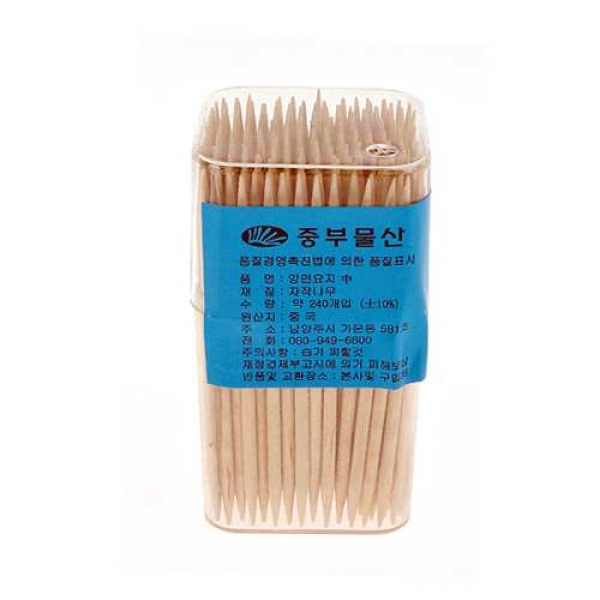 중부물산
품질경영촉진법에 의한 품질표시
품 명 : 양면요지 中
재 질 : 자작나무
수 량 : 약 240개입 (士10%)
원산지 : 중 국
주 소 : 남양주시 가운동 581호
전 화 : 080-949-6600
주의사항 : 습기 피할것
재정경제부고시에 의거 피해보상
반품및 교환장소 : 본사및 구입